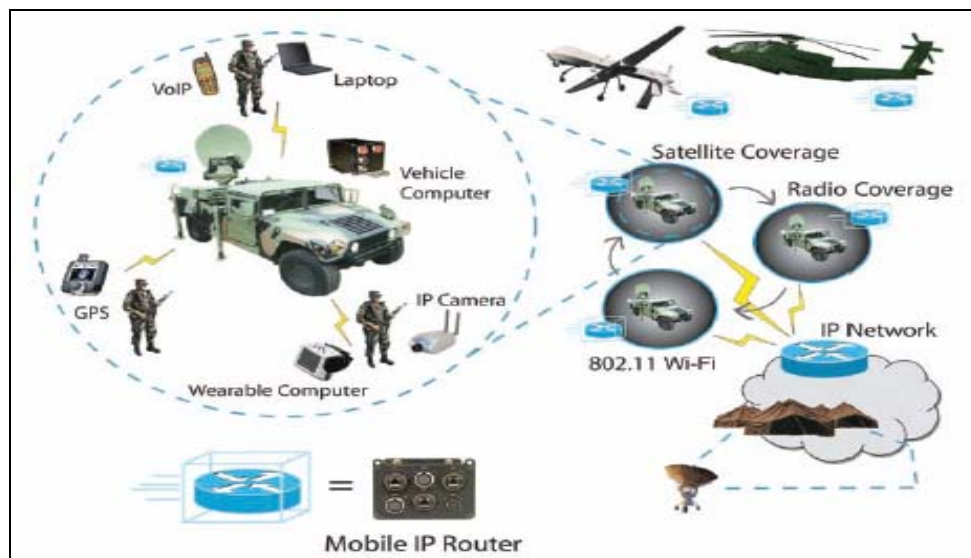 VoIP
Laptop
Vehicle
Computer
GPS
IP Camera
Wearable Computer
Satellite Coverage
Radio Coverage
802.11 Wi-Fi
IP Network
=
Mobile IP Router